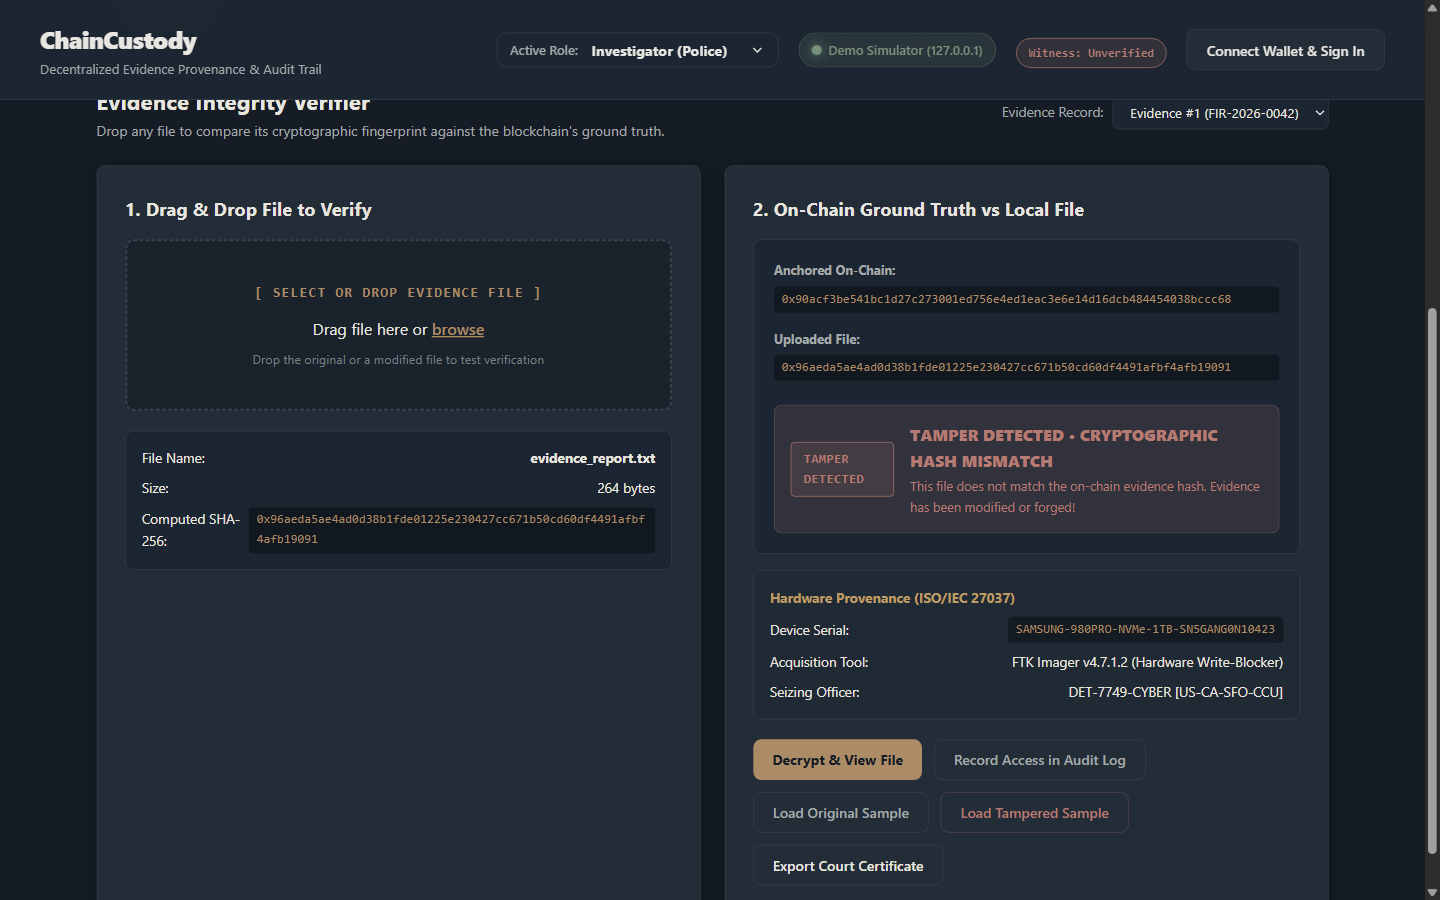 ChainCustody
Decentralized Evidence Provenance & Audit Trail
Active Role: Investigator (Police)
Demo Simulator (127.0.0.1)
Witness: Unverified
Connect Wallet & Sign In
Evidence Integrity Verifier
Drop any file to compare its cryptographic fingerprint against the blockchain's ground truth.
Evidence Record: Evidence #1 (FIR-2026-0042)
1. Drag & Drop File to Verify
[ SELECT OR DROP EVIDENCE FILE ]
Drag file here or browse
Drop the original or a modified file to test verification
File Name: evidence_report.txt
Size: 264 bytes
Computed SHA-
256:
0x96aeda5ae4ad0d38b1fde01225e230427cc671b50cd60df4491afbf
4afb19091
2. On-Chain Ground Truth vs Local File
Anchored On-Chain:
0x90acf3be541bc1d27c273001ed756e4ed1eac3e6e14d16dcb484454038bccc68
Uploaded File:
0x96aeda5ae4ad0d38b1fde01225e230427cc671b50cd60df4491afbf4afb19091
TAMPER
DETECTED
TAMPER DETECTED • CRYPTOGRAPHIC
HASH MISMATCH
This file does not match the on-chain evidence hash. Evidence
has been modified or forged!
Hardware Provenance (ISO/IEC 27037)
Device Serial: SAMSUNG-980PRO-NVMe-1TB-SN5GANG0N10423
Acquisition Tool: FTK Imager v4.7.1.2 (Hardware Write-Blocker)
Seizing Officer: DET-7749-CYBER [US-CA-SFO-CCU]
Decrypt & View File
Record Access in Audit Log
Load Original Sample
Load Tampered Sample
Export Court Certificate